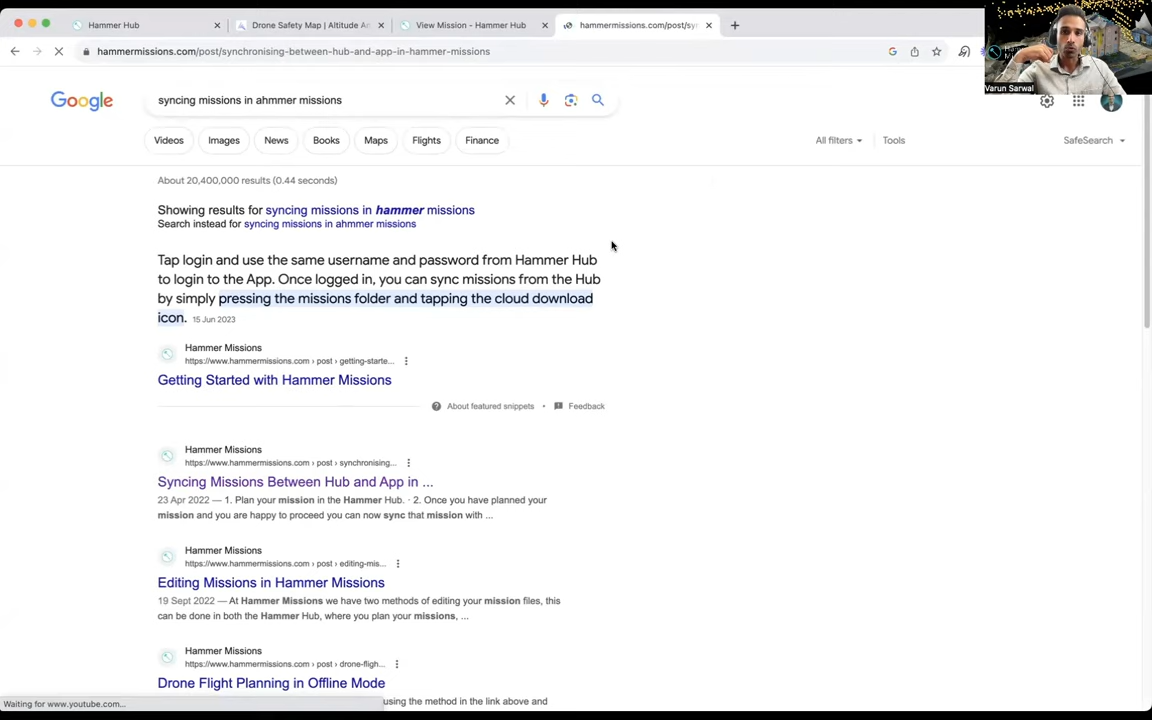 Hammer Hub
Drone Safety Map | Altitude A
View Mission - Hammer Hub
hammermissions.com/post/sy
hammermissions.com/post/synchronising-between-hub-and-app-in-hammer-missions
Varun Sarwal
Google
syncing missions in ahmmer missions
Videos
Images
News
Books
Maps
Flights
Finance
All filters
Tools
SafeSearch
About 20,400,000 results (0.44 seconds)
Showing results for syncing missions in hammer missions
Search instead for syncing missions in ahmmer missions
Tap login and use the same username and password from Hammer Hub
to login to the App. Once logged in, you can sync missions from the Hub
by simply pressing the missions folder and tapping the cloud download
icon. 15 Jun 2023
Hammer Missions
https://www.hammermissions.com › post › getting-starte...
Getting Started with Hammer Missions
About featured snippets
•
Feedback
Hammer Missions
https://www.hammermissions.com › post › synchronising...
Syncing Missions Between Hub and App in ...
23 Apr 2022 — 1. Plan your mission in the Hammer Hub. · 2. Once you have planned your
mission and you are happy to proceed you can now sync that mission with ...
Hammer Missions
https://www.hammermissions.com › post › editing-mis...
Editing Missions in Hammer Missions
19 Sept 2022 — At Hammer Missions we have two methods of editing your mission files, this
can be done in both the Hammer Hub, where you plan your missions, ...
Hammer Missions
https://www.hammermissions.com › post › drone-fligh...
Drone Flight Planning in Offline Mode
using the method in the link above and
Waiting for www.youtube.com...